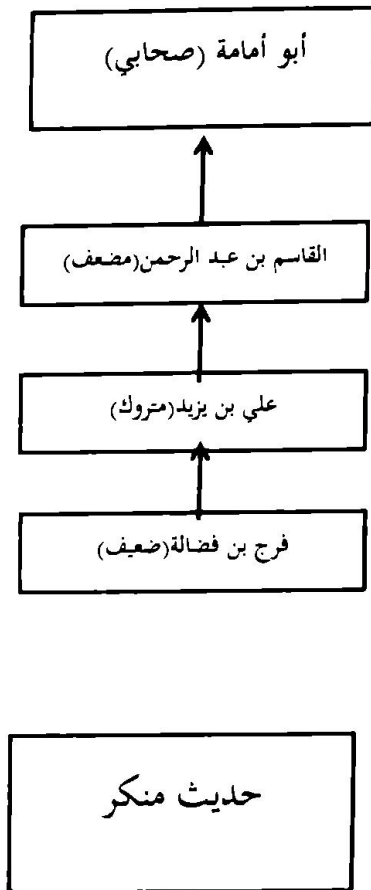 أبو أمامة (صحابي)
القاسم بن عبد الرحمن(مضعف)
علي بن يزيد(متروك)
فرج بن فضالة(ضعيف)
حديث منكر